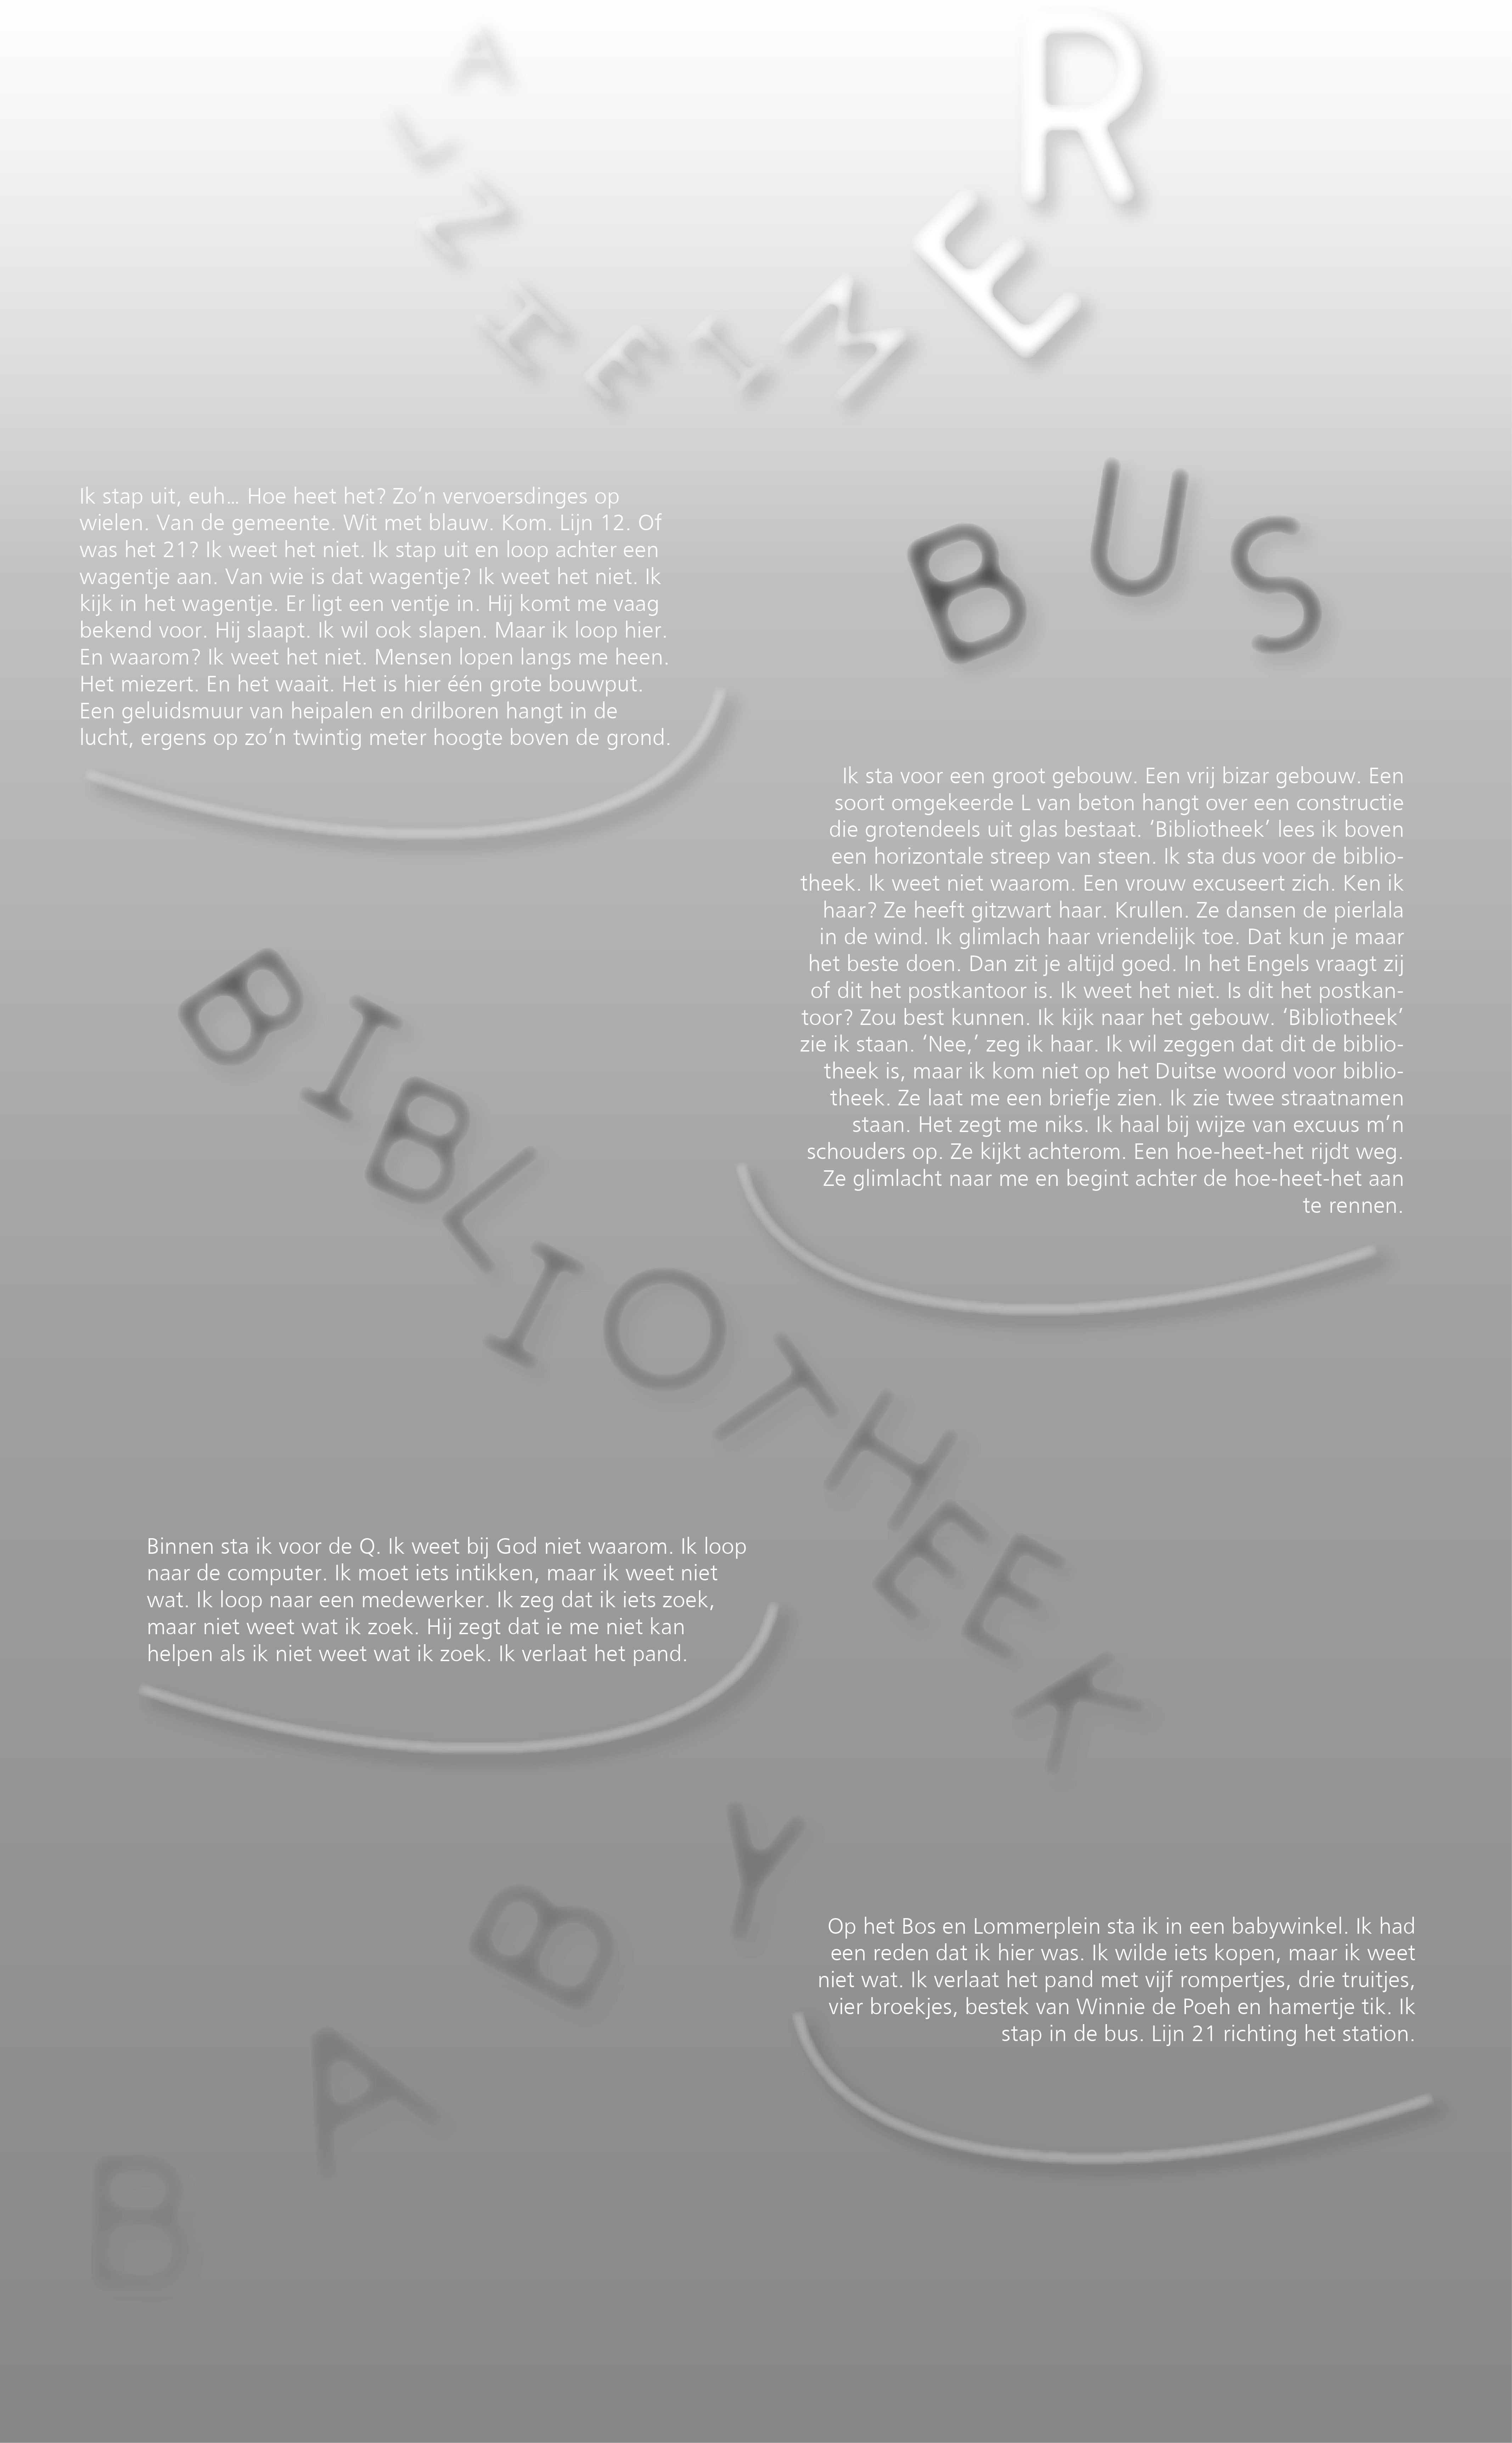 ALZHEIMER
Ik stap uit, euh… Hoe heet het? Zo’n vervoersdinges op
wielen. Van de gemeente. Wit met blauw. Kom. Lijn 12. Of
was het 21? Ik weet het niet. Ik stap uit en loop achter een
wagentje aan. Van wie is dat wagentje? Ik weet het niet. Ik
kijk in het wagentje. Er ligt een ventje in. Hij komt me vaag
bekend voor. Hij slaapt. Ik wil ook slapen. Maar ik loop hier.
En waarom? Ik weet het niet. Mensen lopen langs me heen.
Het miezert. En het waait. Het is hier één grote bouwput.
Een geluidsmuur van heipalen en drilboren hangt in de
lucht, ergens op zo’n twintig meter hoogte boven de grond.
BUS
Ik sta voor een groot gebouw. Een vrij bizar gebouw. Een
soort omgekeerde L van beton hangt over een constructie
die grotendeels uit glas bestaat. ‘Bibliotheek’ lees ik boven
een horizontale streep van steen. Ik sta dus voor de biblio-
theek. Ik weet niet waarom. Een vrouw excuseert zich. Ken ik
haar? Ze heeft gitzwart haar. Krullen. Ze dansen de pierlala
in de wind. Ik glimlach haar vriendelijk toe. Dat kun je maar
het beste doen. Dan zit je altijd goed. In het Engels vraagt zij
of dit het postkantoor is. Ik weet het niet. Is dit het postkan-
toor? Zou best kunnen. Ik kijk naar het gebouw. ‘Bibliotheek’
zie ik staan. ‘Nee,’ zeg ik haar. Ik wil zeggen dat dit de biblio-
theek is, maar ik kom niet op het Duitse woord voor biblio-
theek. Ze laat me een briefje zien. Ik zie twee straatnamen
staan. Het zegt me niks. Ik haal bij wijze van excuus m’n
schouders op. Ze kijkt achterom. Een hoe-heet-het rijdt weg.
Ze glimlacht naar me en begint achter de hoe-heet-het aan
te rennen.
BIBLIOTHEEK
Binnen sta ik voor de Q. Ik weet bij God niet waarom. Ik loop
naar de computer. Ik moet iets intikken, maar ik weet niet
wat. Ik loop naar een medewerker. Ik zeg dat ik iets zoek,
maar niet weet wat ik zoek. Hij zegt dat ie me niet kan
helpen als ik niet weet wat ik zoek. Ik verlaat het pand.
BABY
Op het Bos en Lommerplein sta ik in een babywinkel. Ik had
een reden dat ik hier was. Ik wilde iets kopen, maar ik weet
niet wat. Ik verlaat het pand met vijf rompertjes, drie truitjes,
vier broekjes, bestek van Winnie de Poeh en hamertje tik. Ik
stap in de bus. Lijn 21 richting het station.